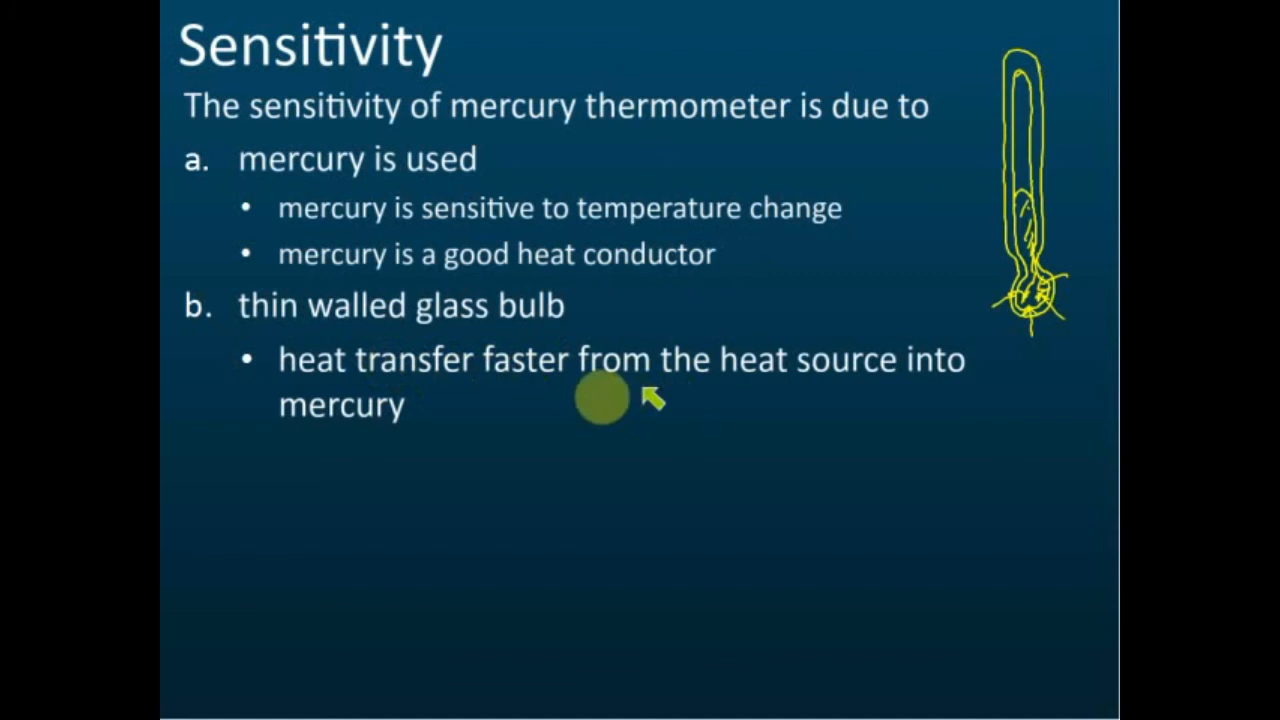 Sensitivity
The sensitivity of mercury thermometer is due to
a. mercury is used
• mercury is sensitive to temperature change
• mercury is a good heat conductor
b. thin walled glass bulb
• heat transfer faster from the heat source into
mercury